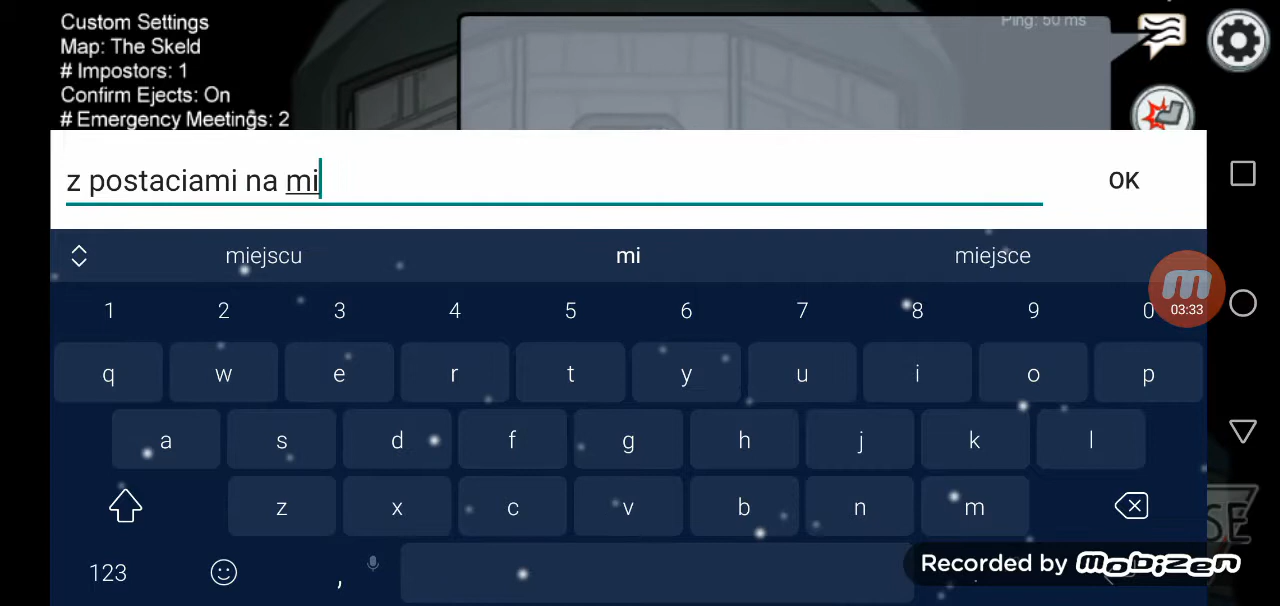 Custom Settings
Map: The Skeld
# Impostors: 1
Confirm Ejects: On
# Emergency Meetings: 2
Ping: 50 ms
z postaciami na mi
OK
miejscu mi miejsce
1 2 3 4 5 6 7 8 9 0
03:33
q w e r t y u i o p
a s d f g h j k l
z x c v b n m
123 ,
SE
Recorded by mobizen